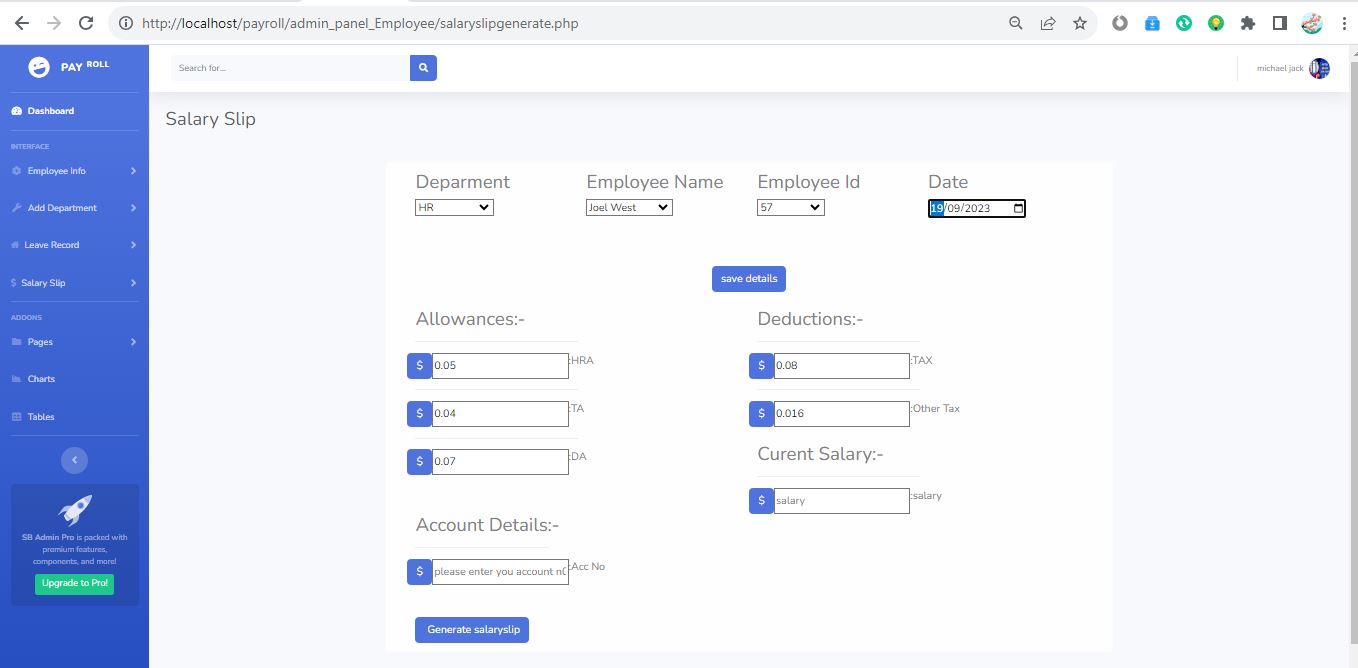 http://localhost/payroll/admin_panel_Employee/salaryslipgenerate.php
PAY ROLL
Search for...
michael jack
Dashboard
Salary Slip
INTERFACE
Employee Info
Add Department
Leave Record
Salary Slip
ADDONS
Pages
Charts
Tables
SB Admin Pro is packed with
premium features,
components, and more!
Upgrade to Pro!
Deparment Employee Name Employee Id Date
HR Joel West 57 19/09/2023
save details
Allowances:- Deductions:-
$ 0.05 :HRA $ 0.08 :TAX
$ 0.04 :TA $ 0.016 :Other Tax
$ 0.07 :DA
Curent Salary:-
$ salary :salary
Account Details:-
$ please enter you account n :Acc No
Generate salaryslip